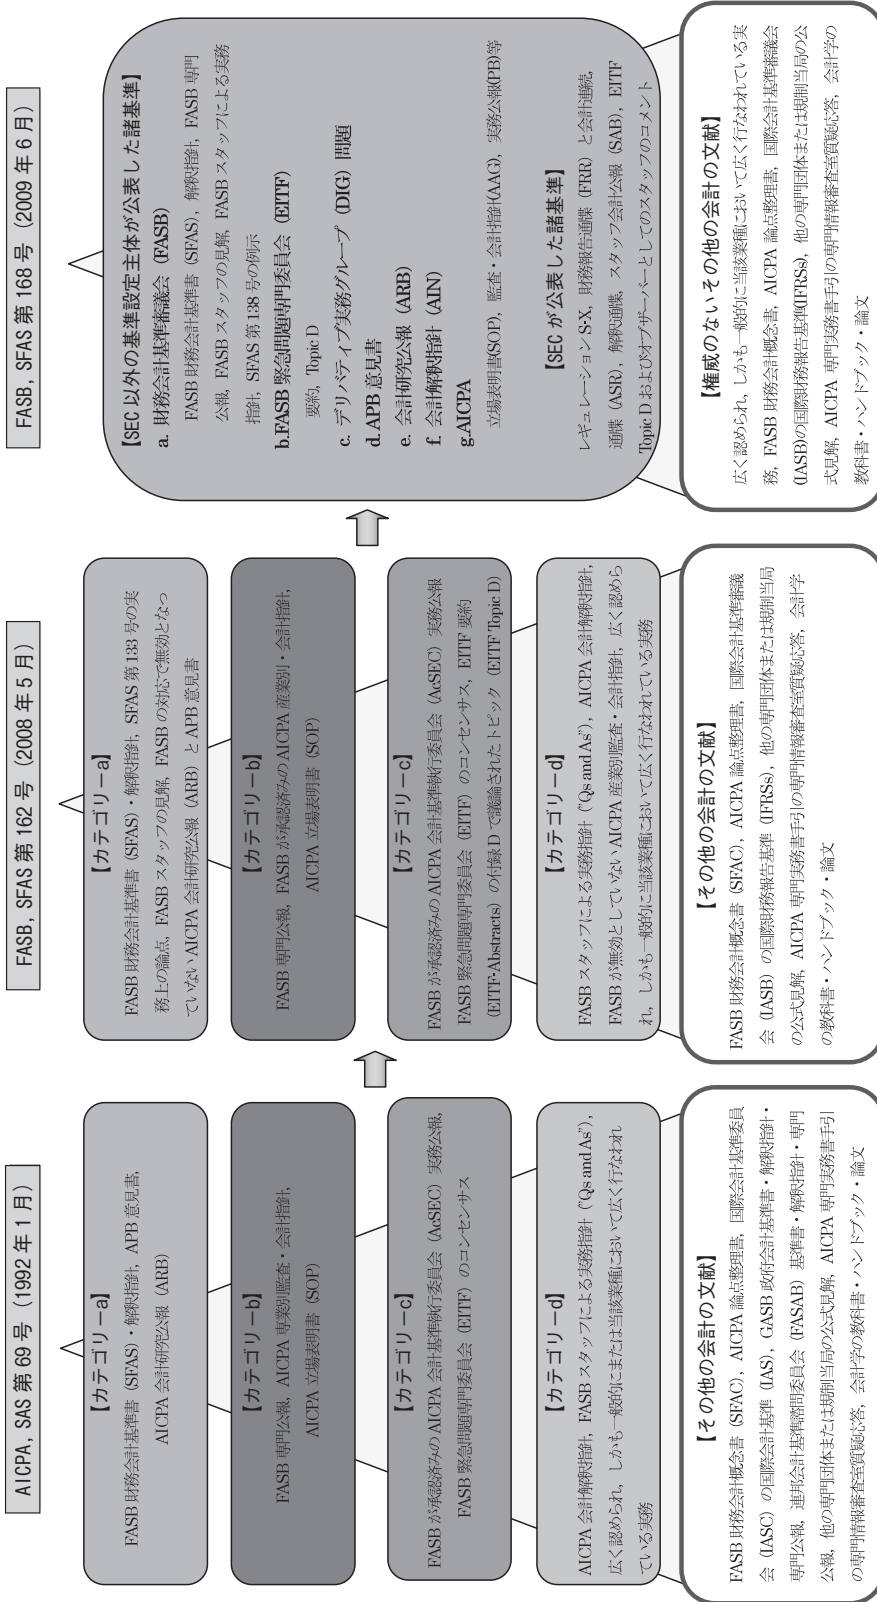 AICPA, SAS 第 69 号（1992 年 1 月）
【カテゴリーa】
FASB 財務会計基準書（SFAS）・解釈指針，APB 意見書，
AICPA 会計研究公報（ARB）
【カテゴリーb】
FASB 専門公報，AICPA 専業別監査・会計指針，
AICPA 立場表明書（SOP）
【カテゴリーc】
FASB が承認済みの AICPA 会計基準執行委員会（AcSEC）実務公報，
FASB 緊急問題専門委員会（EITF）のコンセンサス
【カテゴリーd】
AICPA 会計解釈指針，FASB スタッフによる実務指針（"Qs and As"），
広く認められ，しかも一般的にまたは当該業種において広く行なわれ
ている実務
【その他の会計の文献】
FASB 財務会計概念書（SFAC），AICPA 論点整理書，国際会計基準委員
会（IASC）の国際会計基準（IAS），GASB 政府会計基準書・解釈指針・
専門公報，連邦会計基準諮問委員会（FASAB）基準書・解釈指針・専門
公報，他の専門団体または規制当局の公式見解，AICPA 専門実務書手引
の専門情報審査室質疑応答，会計学の教科書・ハンドブック・論文
FASB, SFAS 第 162 号（2008 年 5 月）
【カテゴリーa】
FASB 財務会計基準書（SFAS）・解釈指針，SFAS 第 133 号の実
務上の論点，FASB スタッフの見解，FASB の対応で無効となっ
ていない AICPA 会計研究公報（ARB）と APB 意見書
【カテゴリーb】
FASB 専門公報，FASB が承認済みの AICPA 産業別・会計指針，
AICPA 立場表明書（SOP）
【カテゴリーc】
FASB が承認済みの AICPA 会計基準執行委員会（AcSEC）実務公報
FASB 緊急問題専門委員会（EITF）のコンセンサス，EITF 要約
（EITF-Abstracts）の付録 D で議論されたトピック（EITF Topic D）
【カテゴリーd】
FASB スタッフによる実務指針（"Qs and As"），AICPA 会計解釈指針，
FASB が無効としていない AICPA 産業別監査・会計指針，広く認めら
れ，しかも一般的に当該業種において広く行なわれている実務
【その他の会計の文献】
FASB 財務会計概念書（SFAC），AICPA 論点整理書，国際会計基準審議
会（IASB）の国際財務報告基準（IFRSs），他の専門団体または規制当局
の公式見解，AICPA 専門実務書手引の専門情報審査室質疑応答，会計学
の教科書・ハンドブック・論文
FASB, SFAS 第 168 号（2009 年 6 月）
【SEC 以外の基準設定主体が公表した諸基準】
a. 財務会計基準審議会（FASB）
FASB 財務会計基準書（SFAS），解釈指針，FASB 専門
公報，FASB スタッフの見解，FASB スタッフによる実務
指針，SFAS 第 138 号の例示
b.FASB 緊急問題専門委員会（EITF）
要約，Topic D
c. デリバティブ実務グループ（DIG）問題
d.APB 意見書
e. 会計研究公報（ARB）
f. 会計解釈指針（AIN）
g.AICPA
立場表明書(SOP)，監査・会計指針(AAG)，実務公報(PB)等
【SEC が公表した諸基準】
レギュレーション S-X，財務報告通牒（FRR）と会計連続
通牒（ASR），解釈通牒，スタッフ会計公報（SAB），EITF
Topic D およびオブザーバーとしてのスタッフのコメント
【権威のないその他の会計の文献】
広く認められ，しかも一般的に当該業種において広く行なわれている実
務，FASB 財務会計概念書，AICPA 論点整理書，国際会計基準審議会
(IASB)の国際財務報告基準(IFRSs)，他の専門団体または規制当局の公
式見解，AICPA 専門実務書手引の専門情報審査室質疑応答，会計学の
教科書・ハンドブック・論文